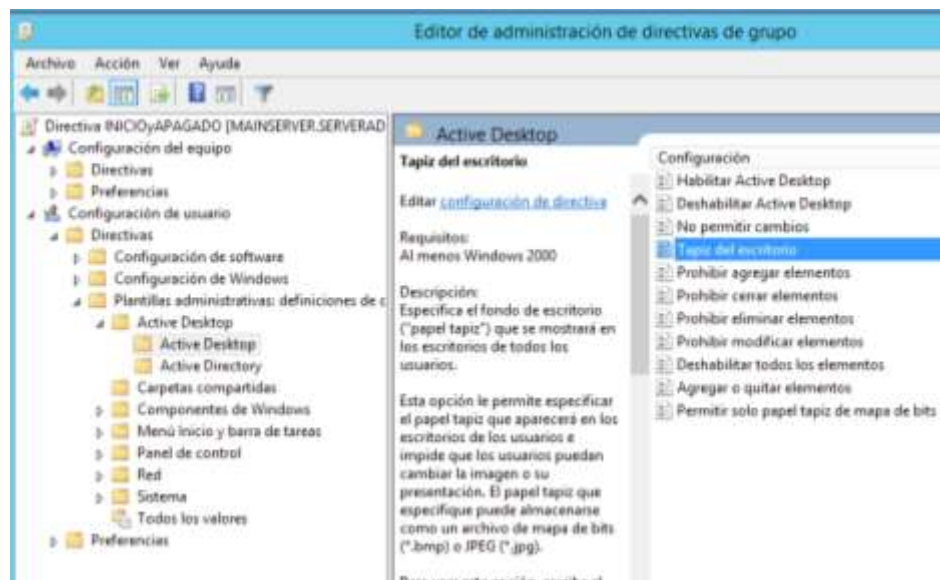 Editor de administración de directivas de grupo
Archivo Acción Ver Ayuda
Directiva INICIOyAPAGADO [MAINSERVER.SERVERAD
Configuración del equipo
Directivas
Preferencias
Configuración de usuario
Directivas
Configuración de software
Configuración de Windows
Plantillas administrativas: definiciones de c
Active Desktop
Active Desktop
Active Directory
Carpetas compartidas
Componentes de Windows
Menú Inicio y barra de tareas
Panel de control
Red
Sistema
Todos los valores
Preferencias
Active Desktop
Tapiz del escritorio
Editar configuración de directiva
Requisitos:
Al menos Windows 2000
Descripción:
Especifica el fondo de escritorio
("papel tapiz") que se mostrará en
los escritorios de todos los
usuarios.
Esta opción le permite especificar
el papel tapiz que aparecerá en los
escritorios de los usuarios e
impide que los usuarios puedan
cambiar la imagen o su
presentación. El papel tapiz que
especifique puede almacenarse
como un archivo de mapa de bits
(*.bmp) o JPEG (*.jpg).
Configuración
Habilitar Active Desktop
Deshabilitar Active Desktop
No permitir cambios
Tapiz del escritorio
Prohibir agregar elementos
Prohibir cerrar elementos
Prohibir eliminar elementos
Prohibir modificar elementos
Deshabilitar todos los elementos
Agregar o quitar elementos
Permitir solo papel tapiz de mapa de bits